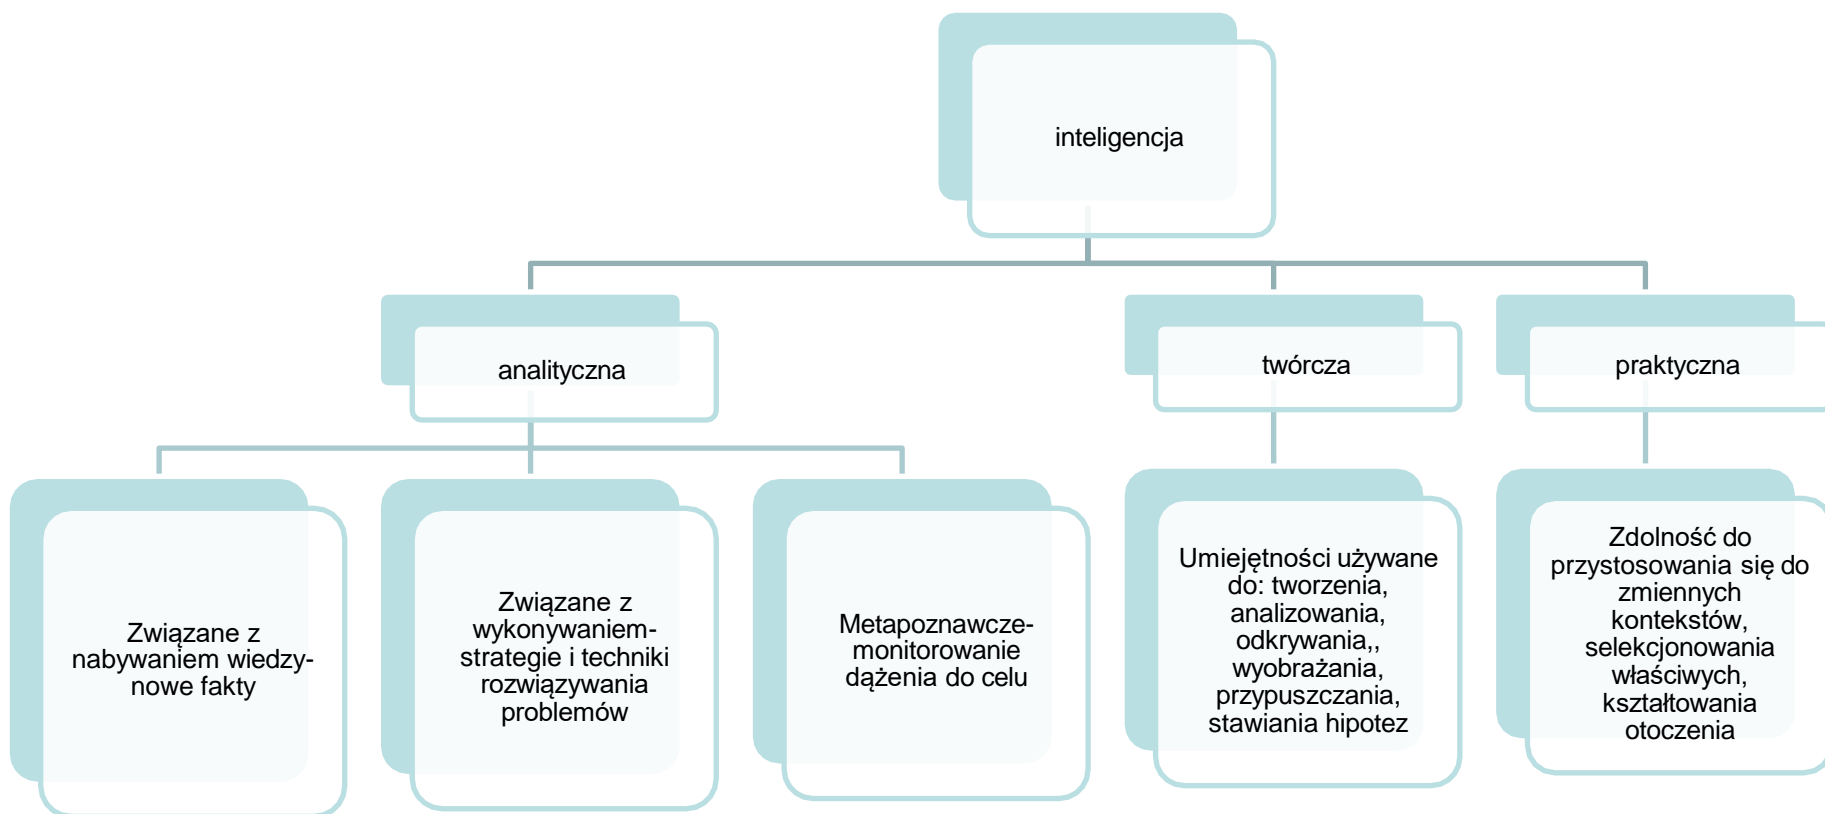 inteligencja
analityczna
twórcza
praktyczna
Związane z
nabywaniem wiedzy-
nowe fakty
Związane z
wykonywaniem-
strategie i techniki
rozwiązywania
problemów
Metapoznawcze-
monitorowanie
dążenia do celu
Umiejętności używane
do: tworzenia,
analizowania,
odkrywania,,
wyobrażania,
przypuszczania,
stawiania hipotez
Zdolność do
przystosowania się do
zmiennych
kontekstów,
selekcjonowania
właściwych,
kształtowania
otoczenia